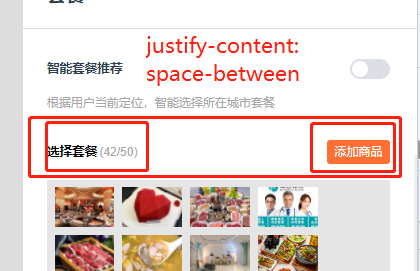 justify-content:
space-between
智能套餐推荐
根据用户当前定位，智能选择所在城市套餐
选择套餐 (42/50)
添加商品